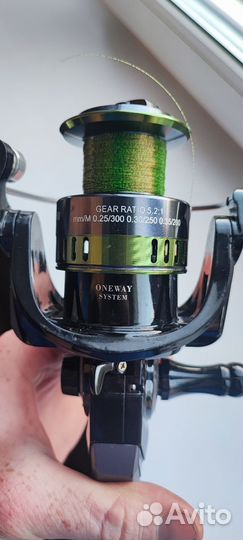 GEAR RATIO 5.2:1
mm/M 0.25/300 0.30/250 0.35/200
ONEWAY
SYSTEM
Avito